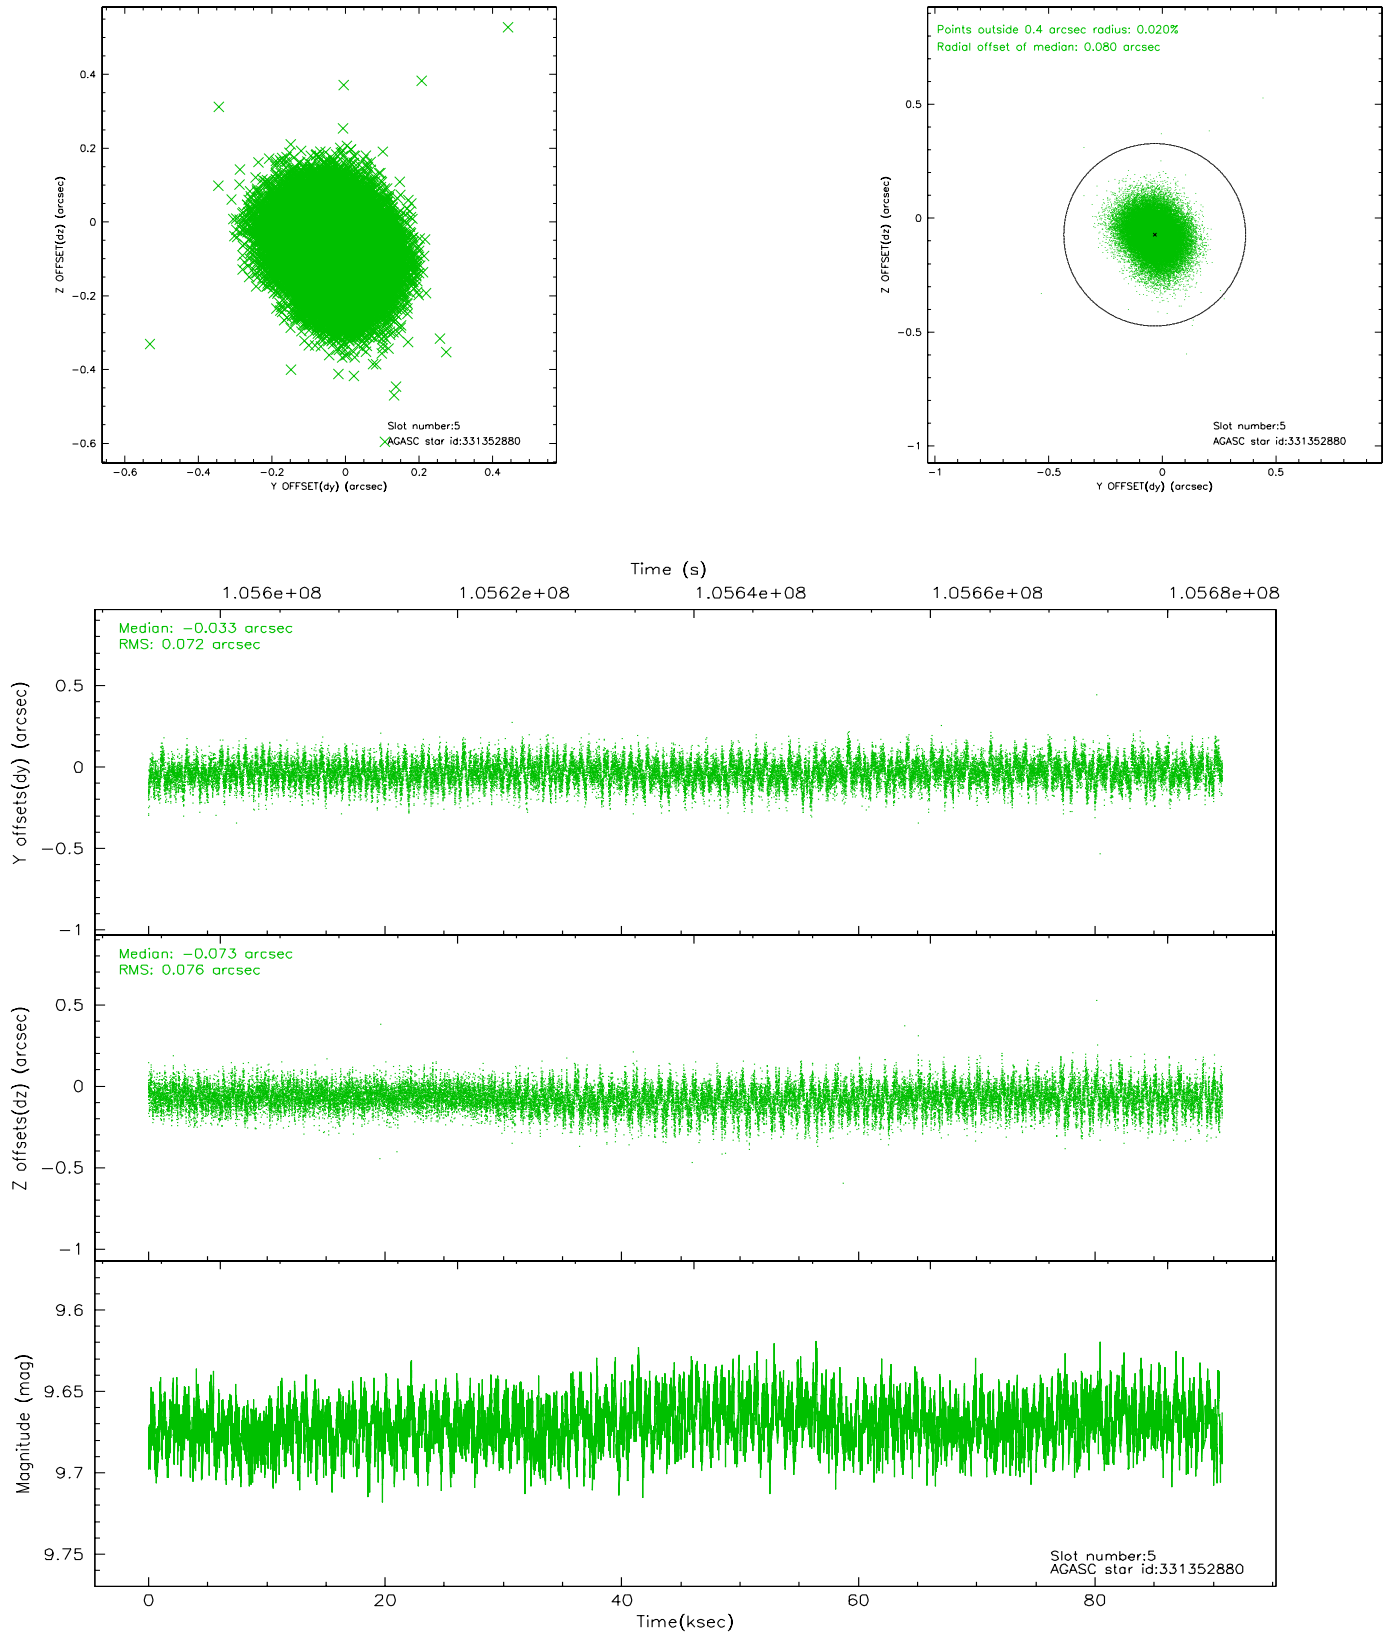 0.4
0.2
0
−0.2
−0.4
−0.6
Z OFFSET(dz) (arcsec)
Slot number:5
AGASC star id:331352880
−0.6 −0.4 −0.2 0 0.2 0.4
Y OFFSET(dy) (arcsec)
Points outside 0.4 arcsec radius: 0.020%
Radial offset of median: 0.080 arcsec
0.5
0
−0.5
−1
Z OFFSET(dz) (arcsec)
Slot number:5
AGASC star id:331352880
−1 −0.5 0 0.5
Y OFFSET(dy) (arcsec)
Time (s)
1.056e+08 1.0562e+08 1.0564e+08 1.0566e+08 1.0568e+08
Median: −0.033 arcsec
RMS: 0.072 arcsec
0.5
0
−0.5
−1
Y offsets(dy) (arcsec)
Median: −0.073 arcsec
RMS: 0.076 arcsec
0.5
0
−0.5
−1
Z offsets(dz) (arcsec)
9.6
9.65
9.7
9.75
Magnitude (mag)
Slot number:5
AGASC star id:331352880
0 20 40 60 80
Time(ksec)